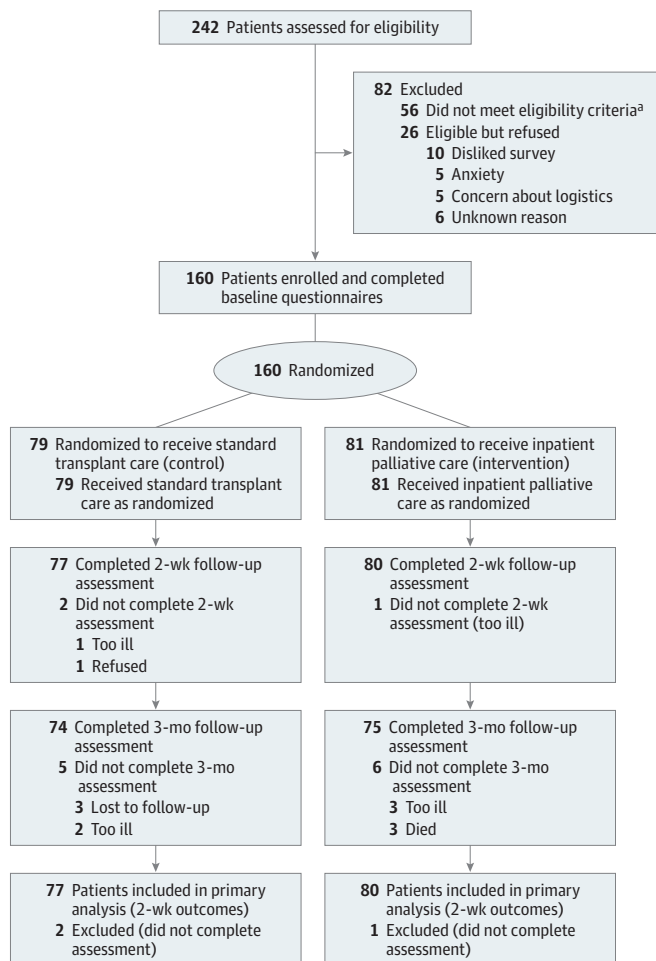 242 Patients assessed for eligibility
82 Excluded
56 Did not meet eligibility criteriaa
26 Eligible but refused
10 Disliked survey
5 Anxiety
5 Concern about logistics
6 Unknown reason
160 Patients enrolled and completed
baseline questionnaires
160 Randomized
79 Randomized to receive standard
transplant care (control)
79 Received standard transplant
care as randomized
81 Randomized to receive inpatient
palliative care (intervention)
81 Received inpatient palliative
care as randomized
77 Completed 2-wk follow-up
assessment
2 Did not complete 2-wk
assessment
1 Too ill
1 Refused
80 Completed 2-wk follow-up
assessment
1 Did not complete 2-wk
assessment (too ill)
74 Completed 3-mo follow-up
assessment
5 Did not complete 3-mo
assessment
3 Lost to follow-up
2 Too ill
75 Completed 3-mo follow-up
assessment
6 Did not complete 3-mo
assessment
3 Too ill
3 Died
77 Patients included in primary
analysis (2-wk outcomes)
2 Excluded (did not complete
assessment)
80 Patients included in primary
analysis (2-wk outcomes)
1 Excluded (did not complete
assessment)